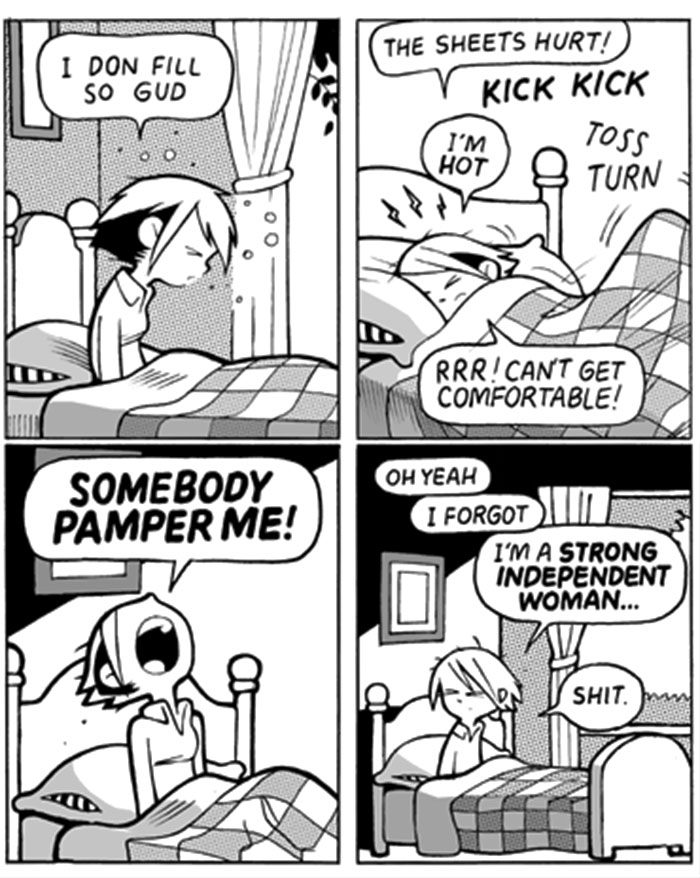 I DON FILL
SO GUD
THE SHEETS HURT!
KICK KICK
I'M
HOT
TOSS
TURN
RRR! CAN'T GET
COMFORTABLE!
SOMEBODY
PAMPER ME!
OH YEAH
I FORGOT
I'M A STRONG
INDEPENDENT
WOMAN...
SHIT.